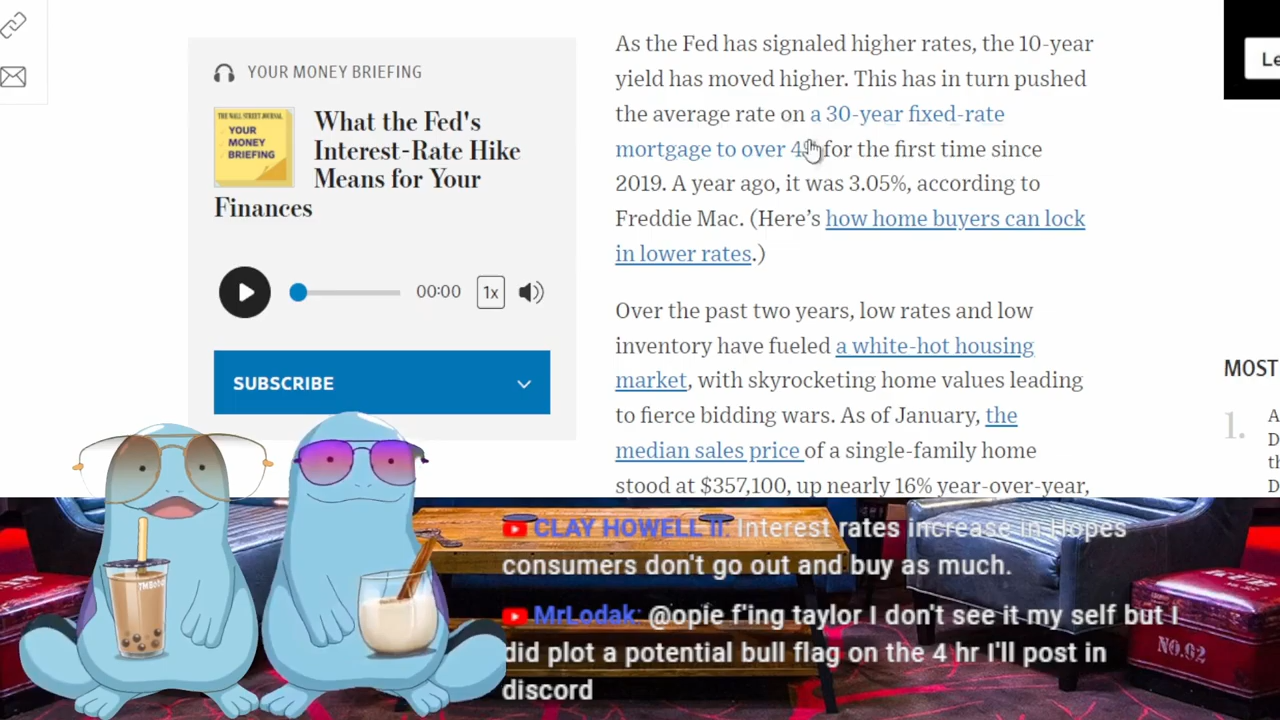 YOUR MONEY BRIEFING
THE WALL STREET JOURNAL
YOUR
MONEY
BRIEFING
What the Fed's
Interest-Rate Hike
Means for Your
Finances
00:00
1x
SUBSCRIBE
As the Fed has signaled higher rates, the 10-year
yield has moved higher. This has in turn pushed
the average rate on a 30-year fixed-rate
mortgage to over 4% for the first time since
2019. A year ago, it was 3.05%, according to
Freddie Mac. (Here’s how home buyers can lock
in lower rates.)
Over the past two years, low rates and low
inventory have fueled a white-hot housing
market, with skyrocketing home values leading
to fierce bidding wars. As of January, the
median sales price of a single-family home
stood at $357,100, up nearly 16% year-over-year,
Le
MOST
1.
A
D
th
D
CLAY HOWELL II: Interest rates increase in Hopes
consumers don't go out and buy as much.
MrLodak: @opie f'ing taylor I don't see it my self but I
did plot a potential bull flag on the 4 hr I'll post in
discord
NO.62